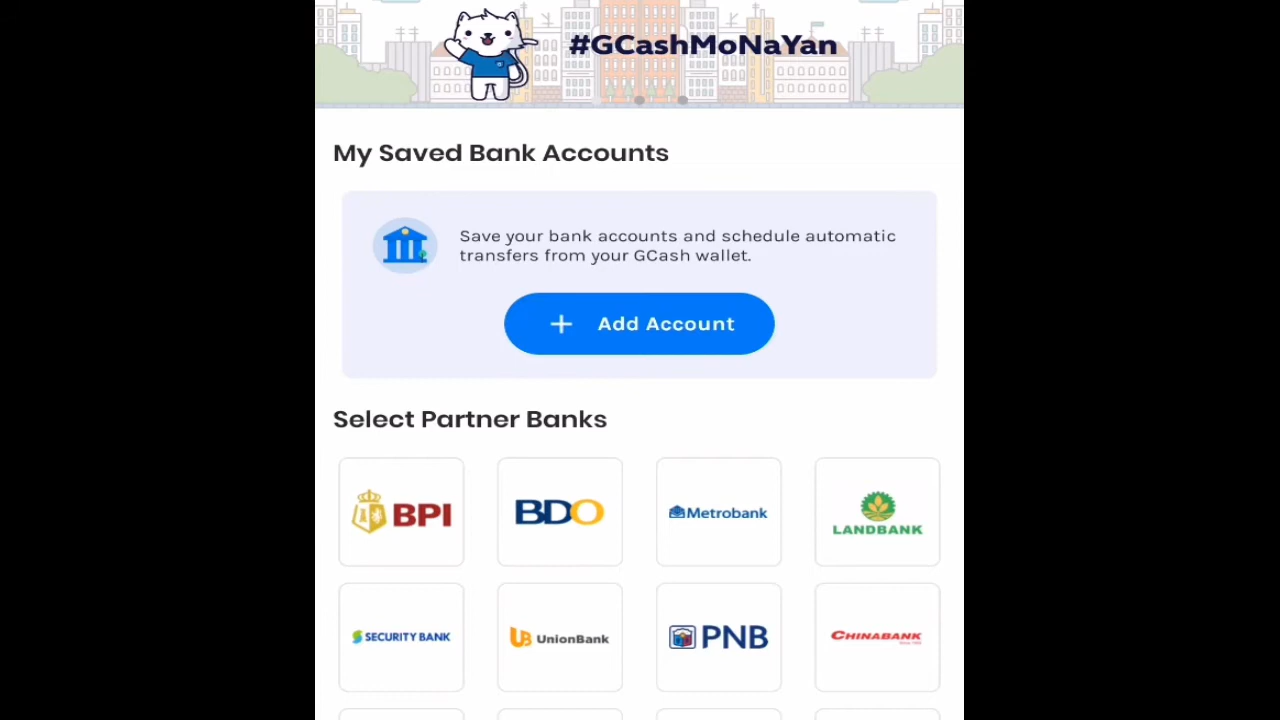 #GCashMoNaYan
My Saved Bank Accounts
Save your bank accounts and schedule automatic
transfers from your GCash wallet.
+ Add Account
Select Partner Banks
BPI
BDO
Metrobank
LANDBANK
SECURITY BANK
UB UnionBank
PNB
CHINABANK